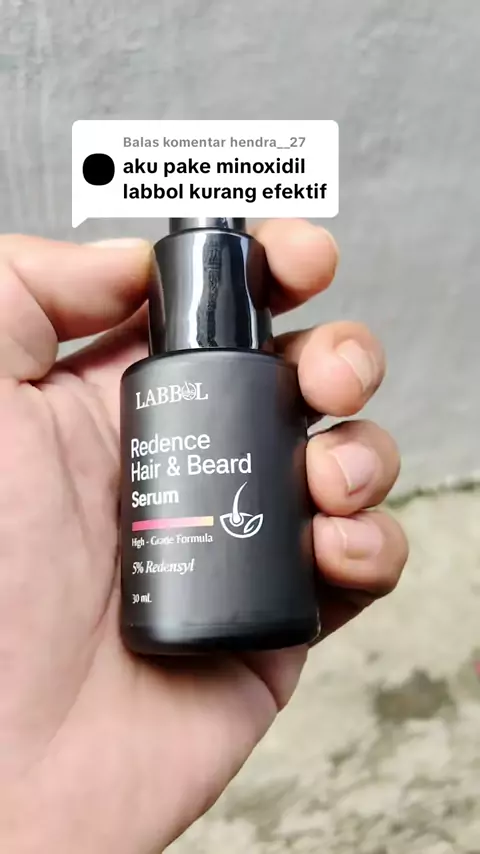 Balas komentar hendra__27
aku pake minoxidil
labbol kurang efektif
LABBOL
Redence
Hair & Beard
Serum
High - Grade Formula
5% Redensyl
30 mL